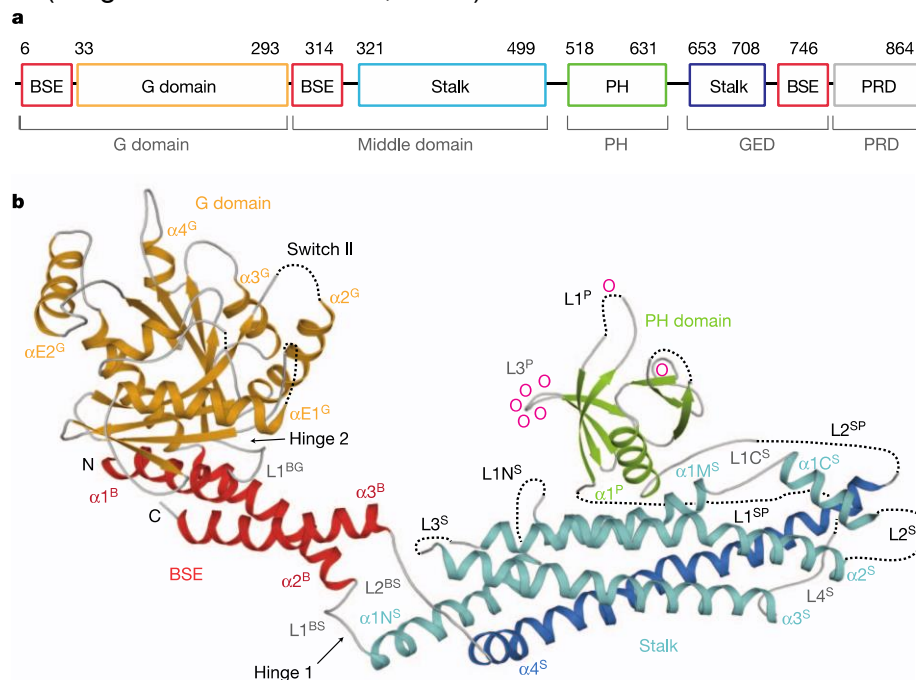 a
6 33 293 314 321 499 518 631 653 708 746 864
BSE G domain BSE Stalk PH Stalk BSE PRD
G domain Middle domain PH GED PRD
b
G domain
α4ᴳ
Switch II
α3ᴳ
α2ᴳ
O
L1ᴾ
PH domain
αE2ᴳ
L3ᴾ
O
O O
O
O O
αE1ᴳ
Hinge 2
L2ˢᴾ
N
L1ᴮᴳ
L1Nˢ
α1Mˢ
L1Cˢ
α1Cˢ
α1ᴮ
α3ᴮ
α1ᴾ
C
L3ˢ
L1ˢᴾ
L2ˢ
BSE
α2ᴮ
L2ᴮˢ
α2ˢ
L1ᴮˢ
α1Nˢ
L4ˢ
α3ˢ
Stalk
Hinge 1
α4ˢ